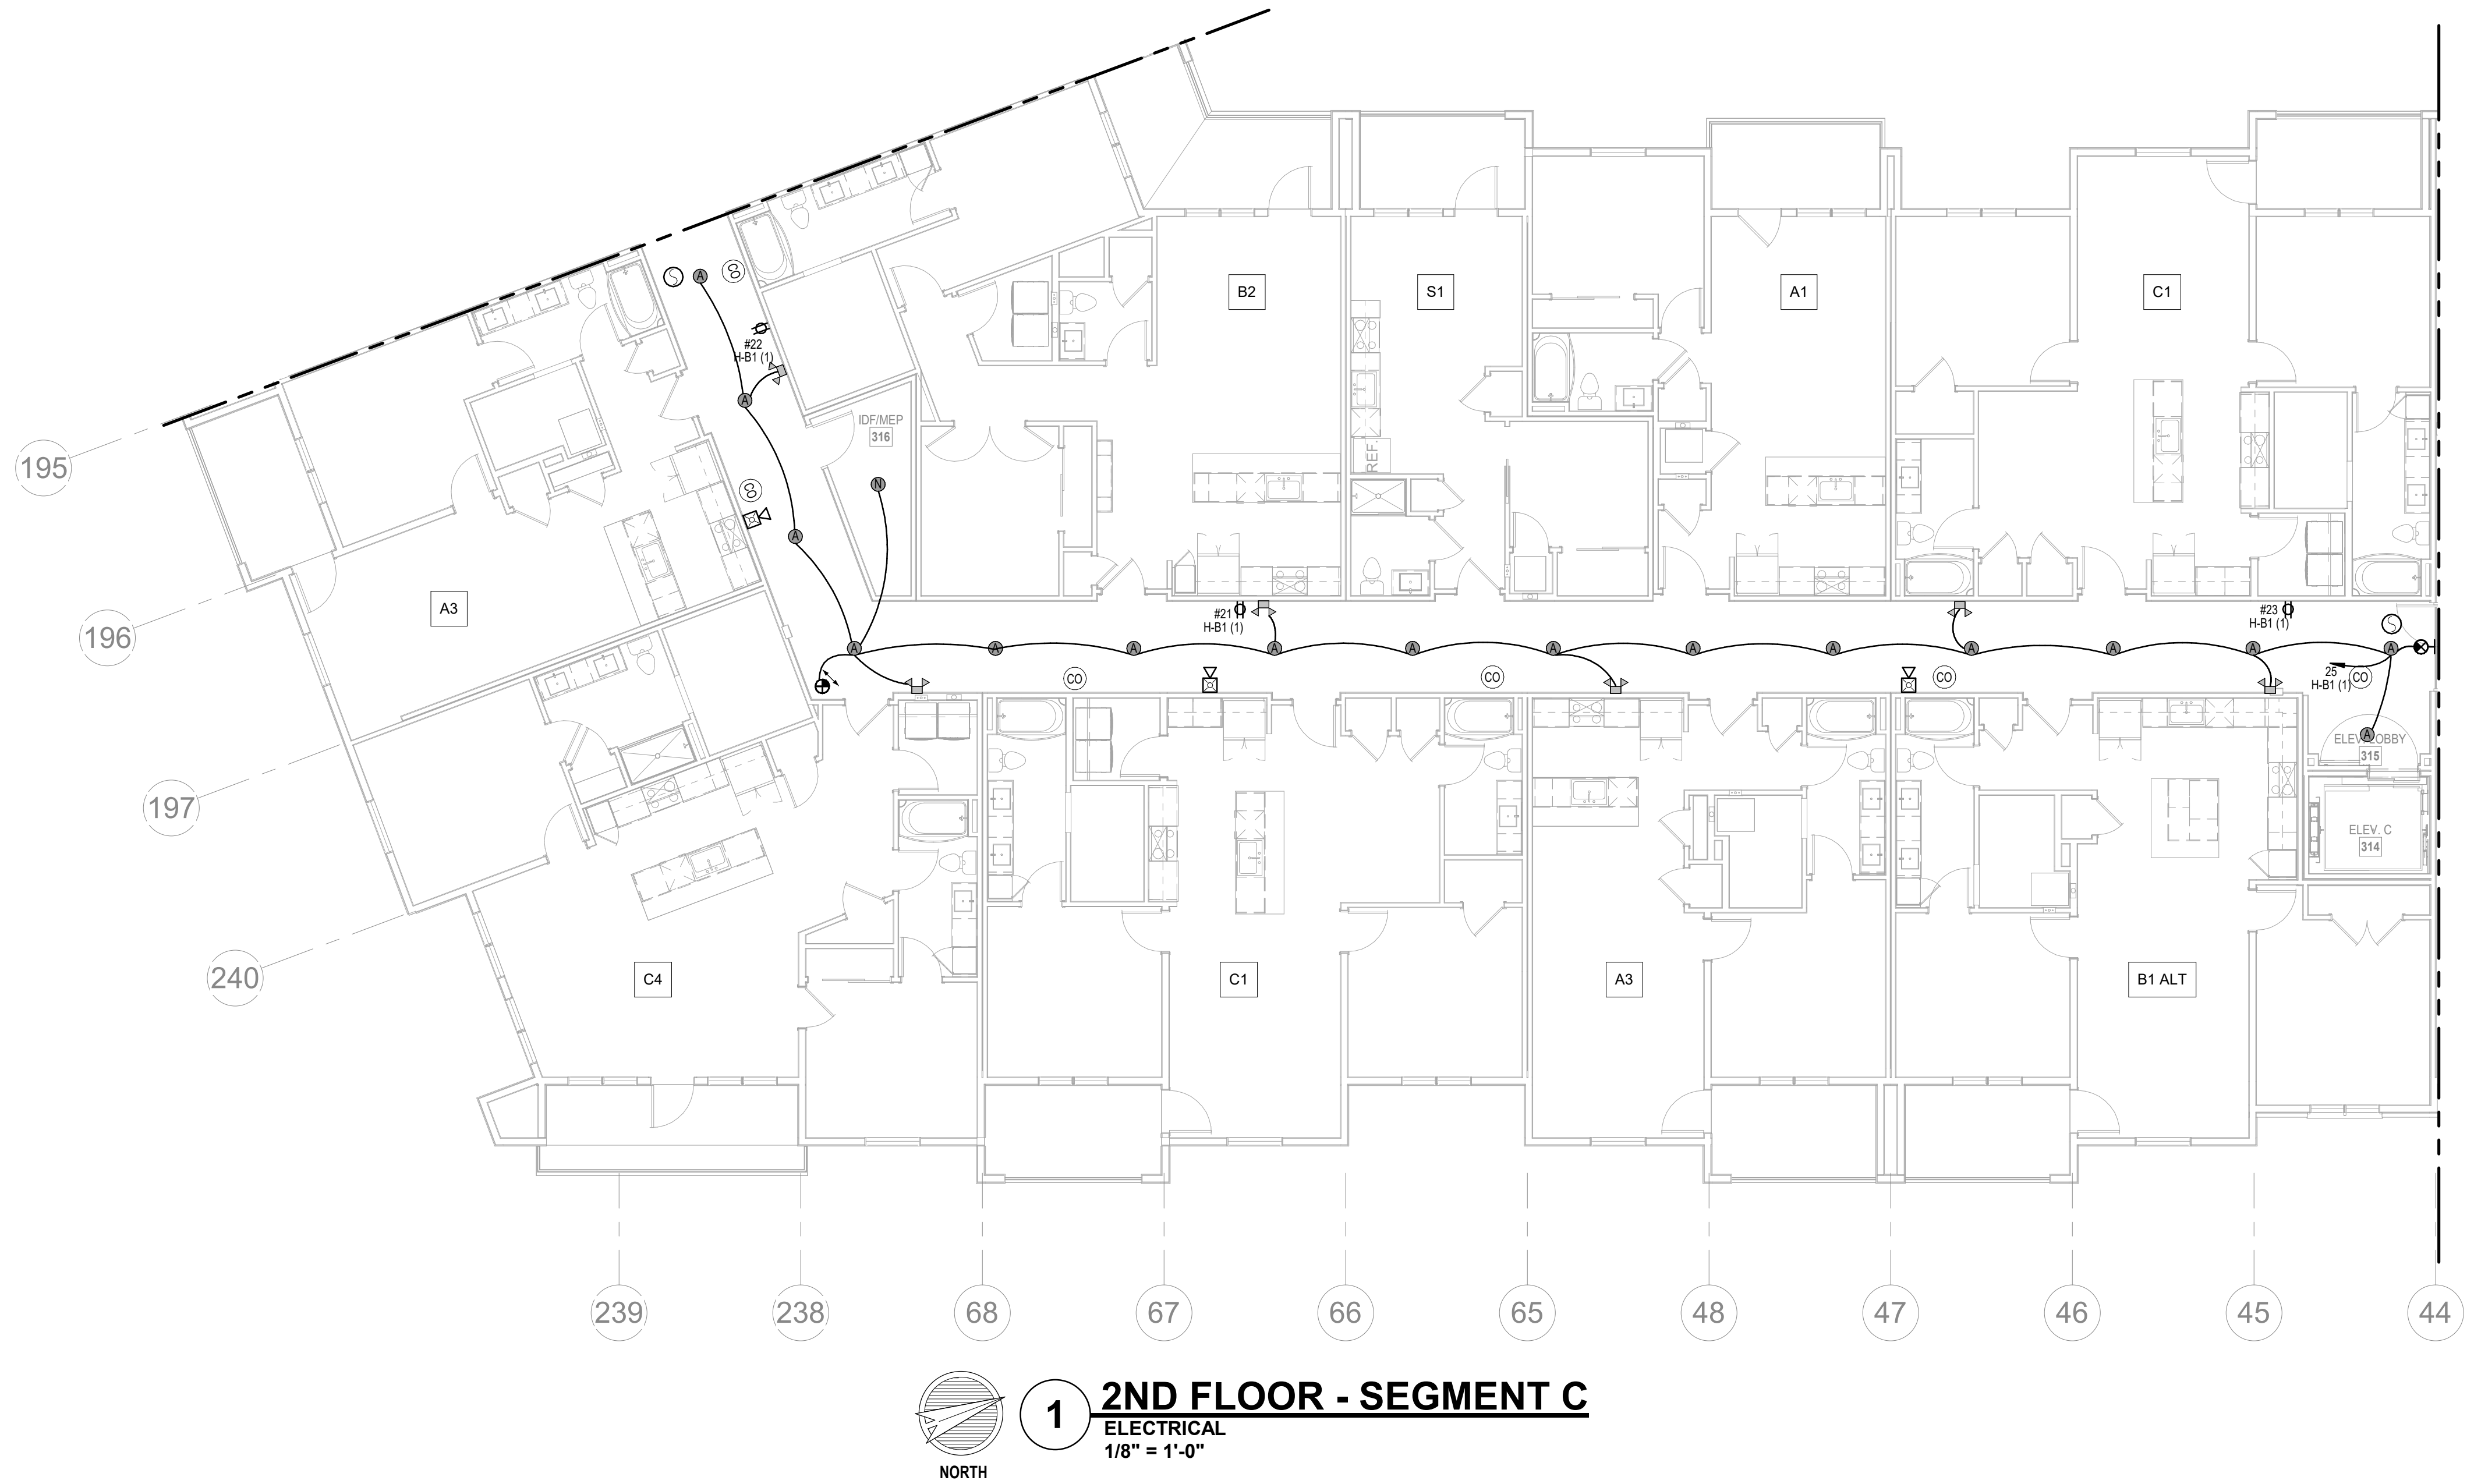 B2
S1
A1
C1
A
CO
#22
H-B1 (1)
A
IDF/MEP
316
REF.
195
CO
N
A
A3
196
#21
H-B1 (1)
#23
H-B1 (1)
A
A
A
A
A
A
A
A
A
A
A
A
CO
CO
CO
25
H-B1 (1)
CO
A
ELEV. LOBBY
315
197
ELEV. C
314
240
C4
C1
A3
B1 ALT
239
238
68
67
66
65
48
47
46
45
44
1
2ND FLOOR - SEGMENT C
ELECTRICAL
1/8" = 1'-0"
NORTH